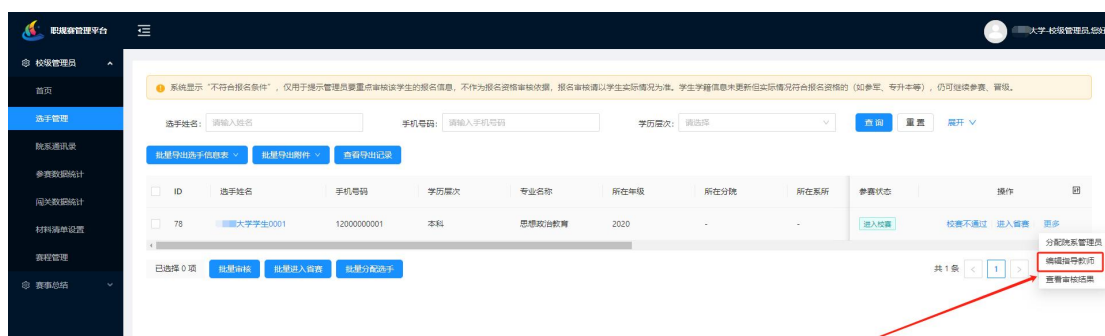 职规赛管理平台
大学-校级管理员,您好
校级管理员
首页
选手管理
院系通讯录
参赛数据统计
闯关数据统计
材料清单设置
赛程管理
赛事总结
系统显示“不符合报名条件”，仅用于提示管理员要重点审核该学生的报名信息，不作为报名资格审核依据，报名审核请以学生实际情况为准。学生学籍信息未更新但实际情况符合报名资格的（如参军、专升本等），仍可继续参赛、晋级。
选手姓名: 请输入姓名 手机号码: 请输入手机号码 学历层次: 请选择 查询 重置 展开
批量导出选手信息表 批量导出附件 查看导出记录
ID 选手姓名 手机号码 学历层次 专业名称 所在年级 所在分院 所在系所 参赛状态 操作
78 大学学生0001 12000000001 本科 思想政治教育 2020 - - 进入校赛 校赛不通过 进入省赛 更多
分配院系管理员
编辑指导教师
查看审核结果
已选择 0 项 批量审核 批量进入省赛 批量分配选手 共 1 条 < 1 >